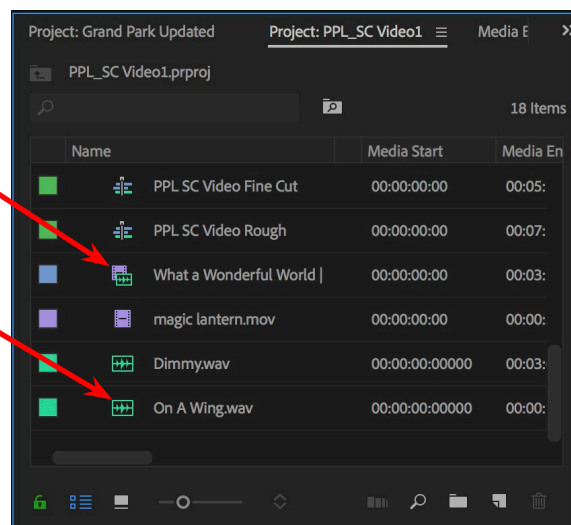 Project: Grand Park Updated Project: PPL_SC Video1 Media E
PPL_SC Video1.prproj
18 Items
Name Media Start Media En
PPL SC Video Fine Cut 00:00:00:00 00:05:
PPL SC Video Rough 00:00:00:00 00:07:
What a Wonderful World | 00:00:00:00 00:03:
magic lantern.mov 00:00:00:00 00:00:
Dimmy.wav 00:00:00:00000 00:03:
On A Wing.wav 00:00:00:00000 00:00: